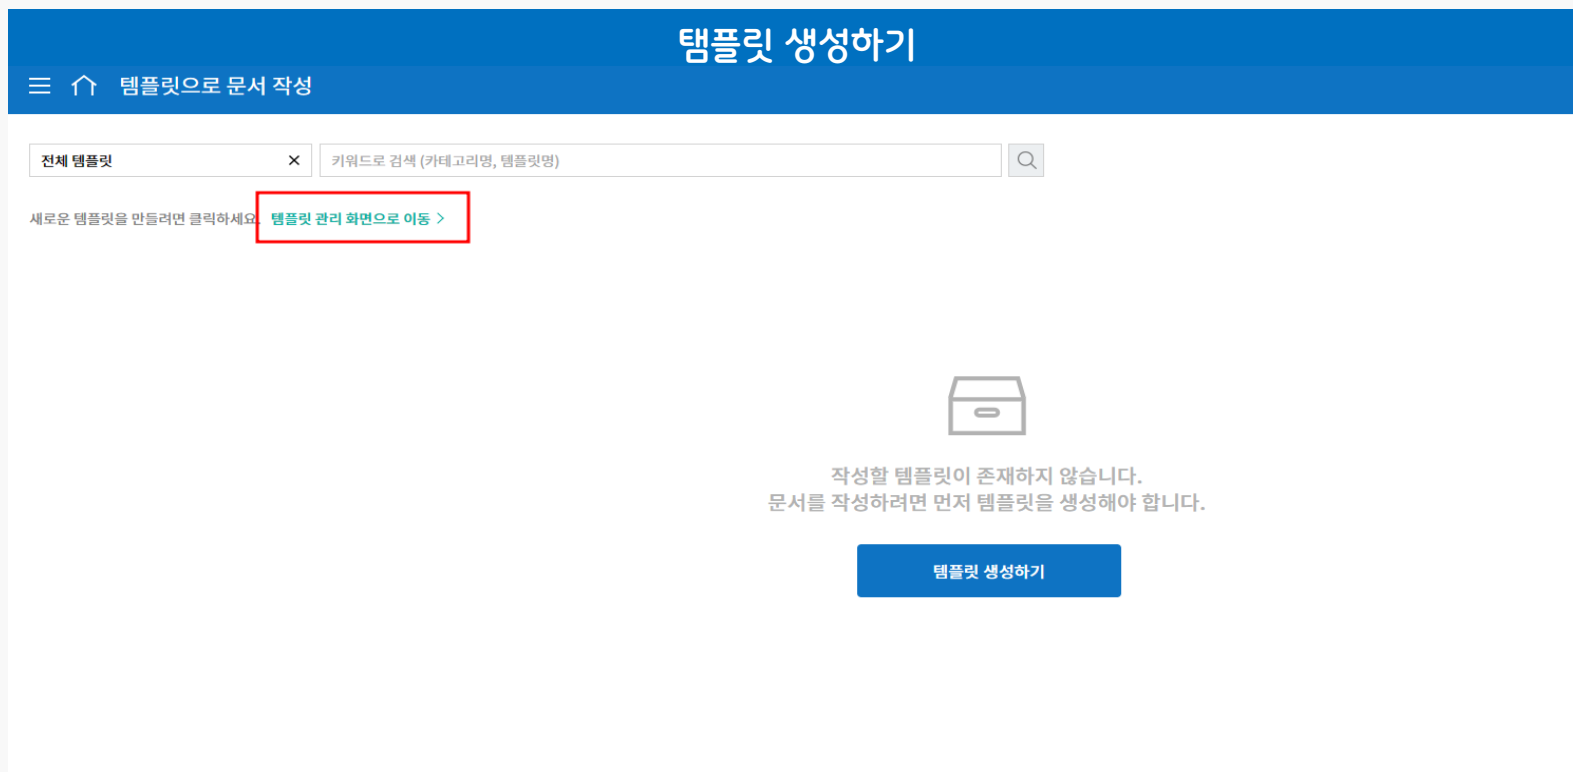 탬플릿 생성하기
템플릿으로 문서 작성
전체 템플릿
키워드로 검색 (카테고리명, 템플릿명)
새로운 템플릿을 만들려면 클릭하세요. 템플릿 관리 화면으로 이동 >
작성할 템플릿이 존재하지 않습니다.
문서를 작성하려면 먼저 템플릿을 생성해야 합니다.
템플릿 생성하기